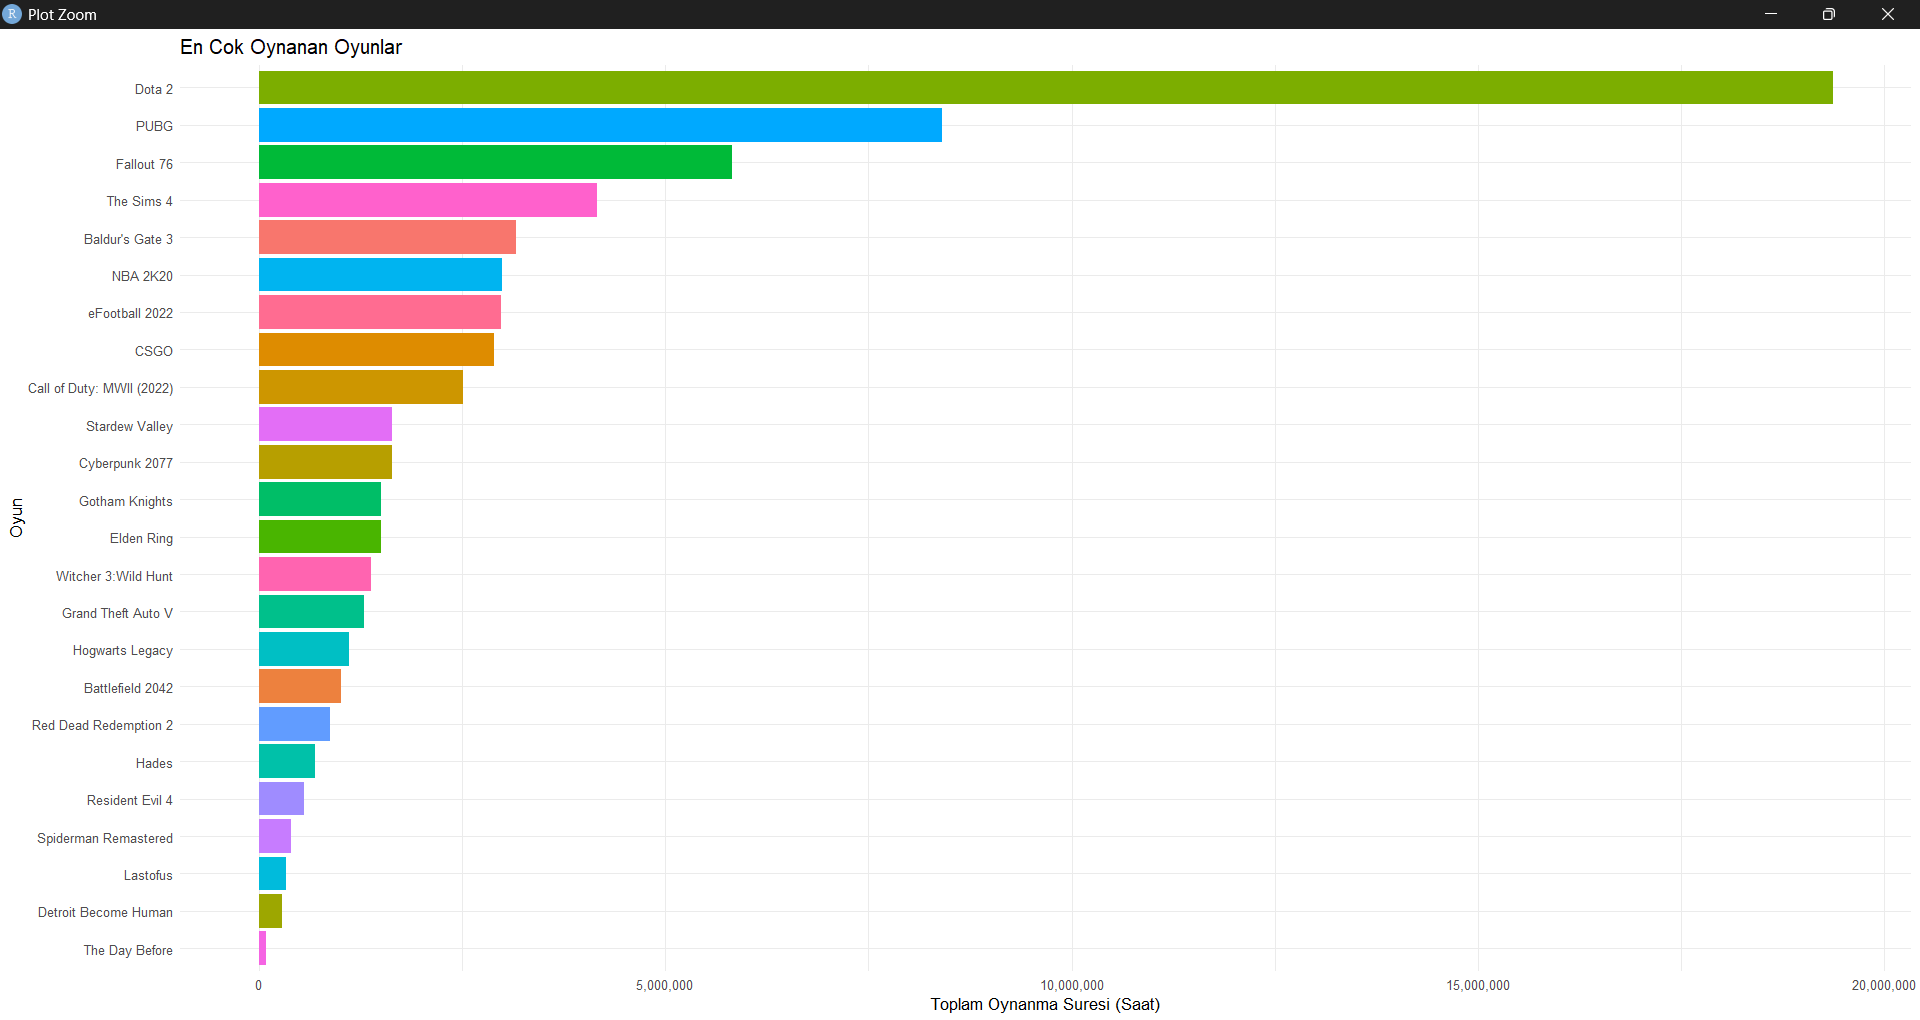 R Plot Zoom
En Cok Oynanan Oyunlar
Dota 2
PUBG
Fallout 76
The Sims 4
Baldur's Gate 3
NBA 2K20
eFootball 2022
CSGO
Call of Duty: MWII (2022)
Stardew Valley
Cyberpunk 2077
Gotham Knights
Elden Ring
Witcher 3:Wild Hunt
Grand Theft Auto V
Hogwarts Legacy
Battlefield 2042
Red Dead Redemption 2
Hades
Resident Evil 4
Spiderman Remastered
Lastofus
Detroit Become Human
The Day Before
Oyun
0 5,000,000 10,000,000 15,000,000 20,000,000
Toplam Oynanma Suresi (Saat)